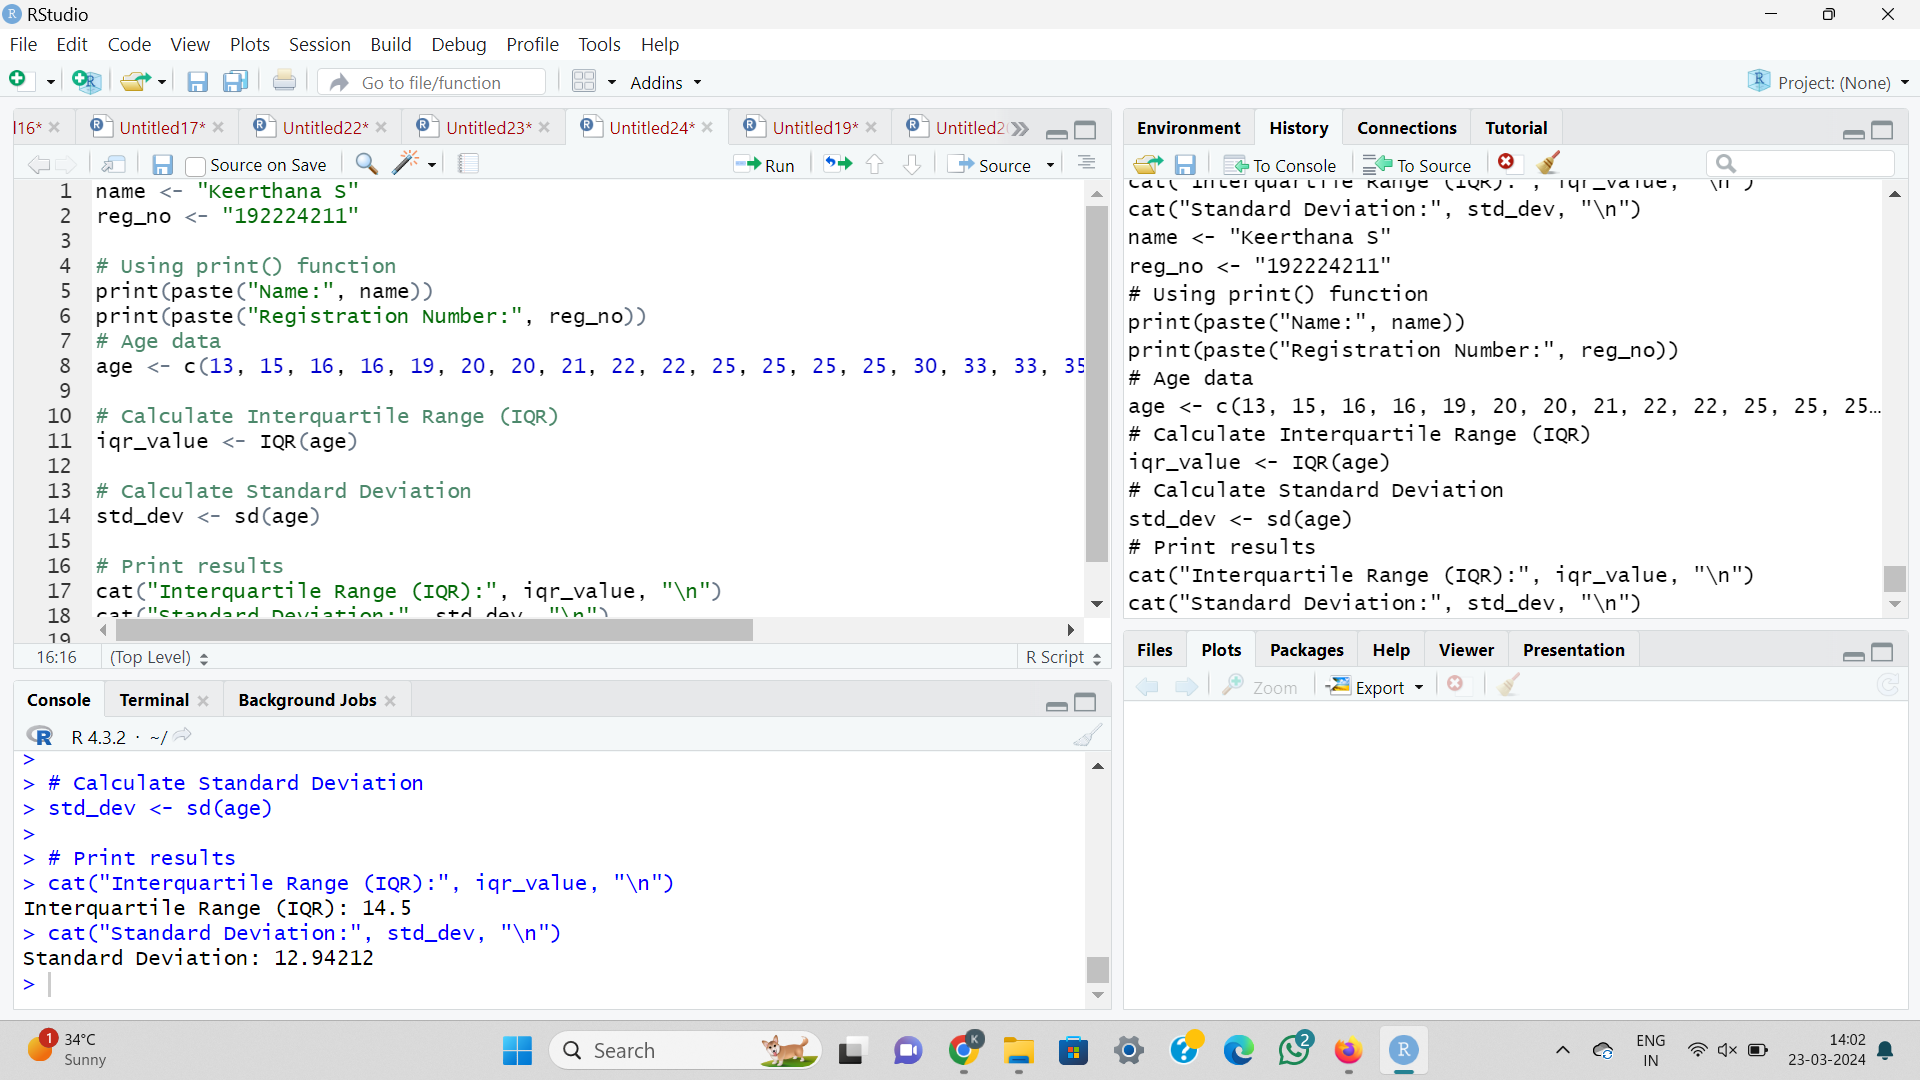 RStudio
File Edit Code View Plots Session Build Debug Profile Tools Help
Go to file/function Addins Project: (None)
l16* Untitled17* Untitled22* Untitled23* Untitled24* Untitled19* Untitled2
Source on Save Run Source
1 name <- "Keerthana S"
2 reg_no <- "192224211"
3
4 # Using print() function
5 print(paste("Name:", name))
6 print(paste("Registration Number:", reg_no))
7 # Age data
8 age <- c(13, 15, 16, 16, 19, 20, 20, 21, 22, 22, 25, 25, 25, 25, 30, 33, 33, 35
9
10 # Calculate Interquartile Range (IQR)
11 iqr_value <- IQR(age)
12
13 # Calculate Standard Deviation
14 std_dev <- sd(age)
15
16 # Print results
17 cat("Interquartile Range (IQR):", iqr_value, "\n")
18 cat("Standard Deviation:", std_dev, "\n")
19
16:16 (Top Level) R Script
Console Terminal Background Jobs
R 4.3.2 · ~/
>
> # Calculate Standard Deviation
> std_dev <- sd(age)
>
> # Print results
> cat("Interquartile Range (IQR):", iqr_value, "\n")
Interquartile Range (IQR): 14.5
> cat("Standard Deviation:", std_dev, "\n")
Standard Deviation: 12.94212
>
Environment History Connections Tutorial
To Console To Source
cat("Interquartile Range (IQR):", iqr_value, "\n")
cat("Standard Deviation:", std_dev, "\n")
name <- "Keerthana S"
reg_no <- "192224211"
# Using print() function
print(paste("Name:", name))
print(paste("Registration Number:", reg_no))
# Age data
age <- c(13, 15, 16, 16, 19, 20, 20, 21, 22, 22, 25, 25, 25…
# Calculate Interquartile Range (IQR)
iqr_value <- IQR(age)
# Calculate Standard Deviation
std_dev <- sd(age)
# Print results
cat("Interquartile Range (IQR):", iqr_value, "\n")
cat("Standard Deviation:", std_dev, "\n")
Files Plots Packages Help Viewer Presentation
Zoom Export
1 34°C
Sunny
Search
K
2
R
ENG
IN
14:02
23-03-2024